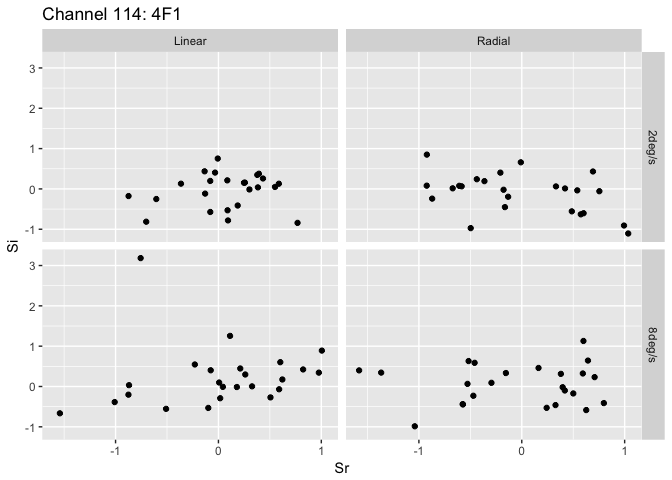 Channel 114: 4F1
Linear
Radial
3
2
1
0
-1
2deg/s
Si
3
2
1
0
-1
8deg/s
-1 0 1
-1 0 1
Sr